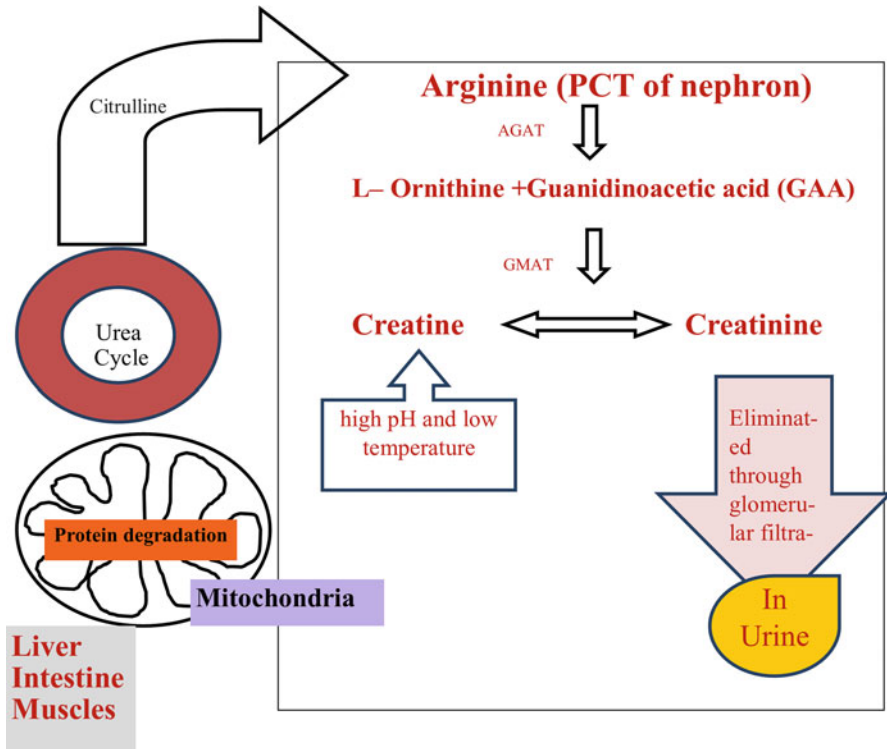 Citrulline
Arginine (PCT of nephron)
AGAT
L– Ornithine +Guanidinoacetic acid (GAA)
GMAT
Urea
Cycle
Creatine
Creatinine
high pH and low
temperature
Eliminat-
ed
through
glomeru-
lar filtra-
In
Urine
Protein degradation
Mitochondria
Liver
Intestine
Muscles